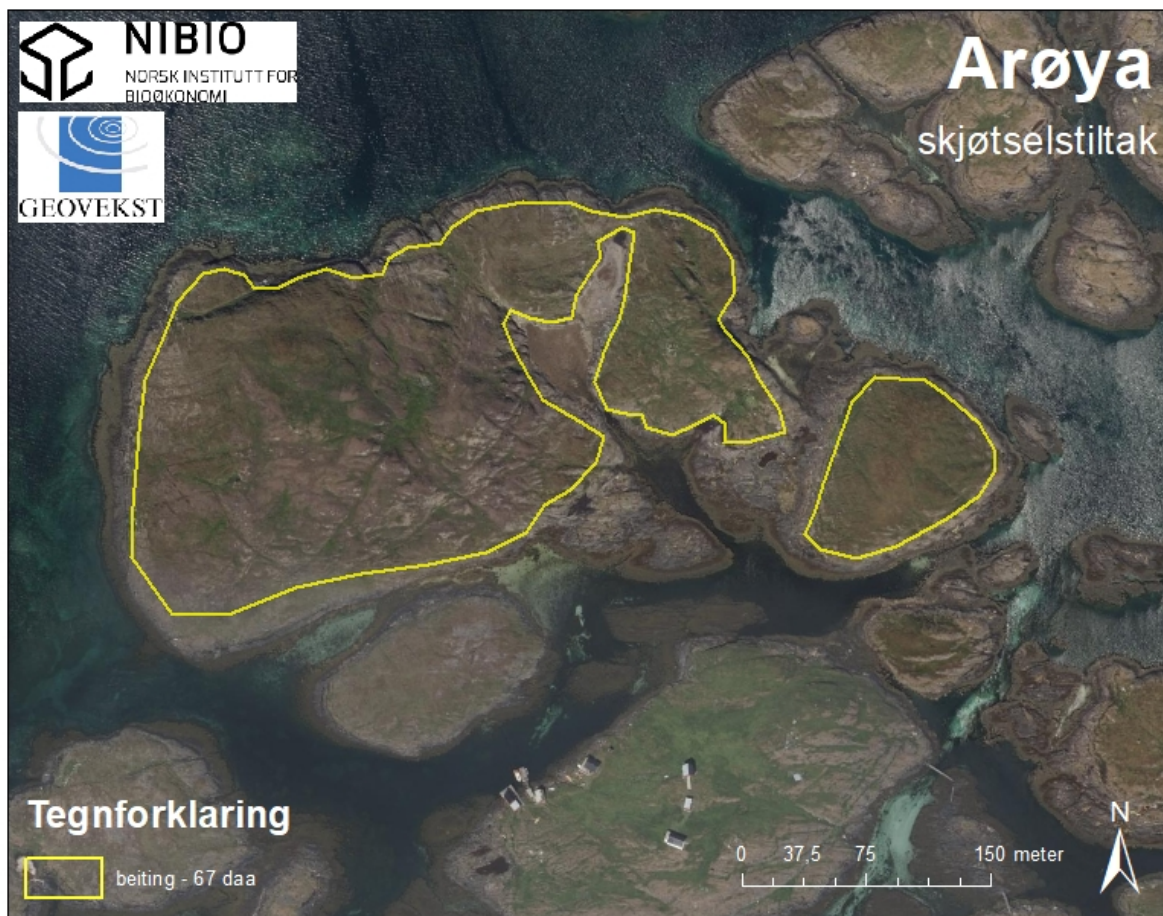 NIBIO
NORSK INSTITUTT FOR
BIOØKONOMI
GEOVEKST
Arøya
skjøtselstiltak
Tegnforklaring
beiting - 67 daa
0 37,5 75 150 meter
N